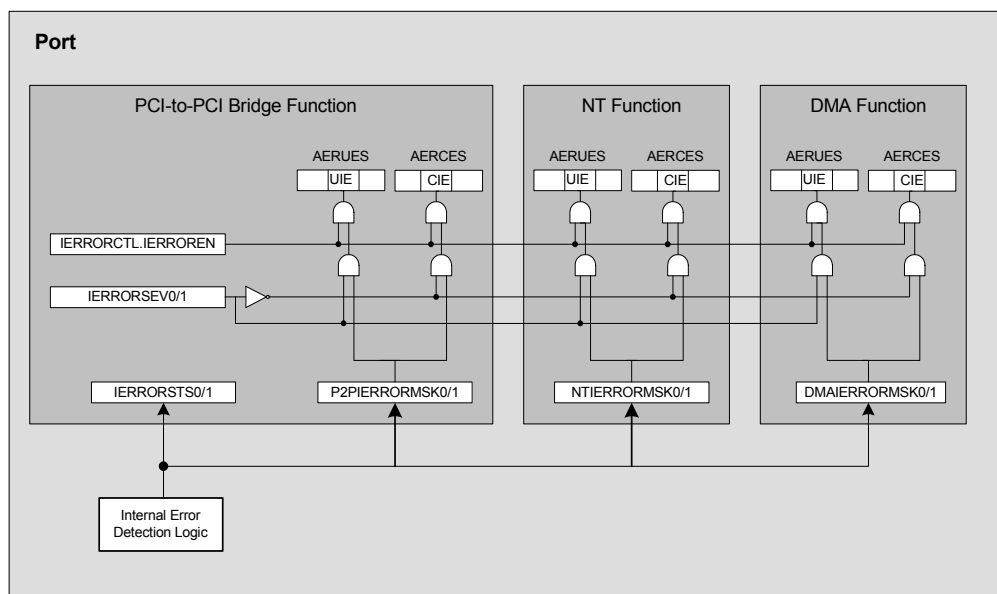 Port
PCI-to-PCI Bridge Function
NT Function
DMA Function
AERUES
AERCES
AERUES
AERCES
AERUES
AERCES
UIE
CIE
UIE
CIE
UIE
CIE
IERRORCTL.IERROREN
IERRORSEV0/1
IERRORSTS0/1
P2PIERRORMSK0/1
NTIERRORMSK0/1
DMAIERRORMSK0/1
Internal Error
Detection Logic